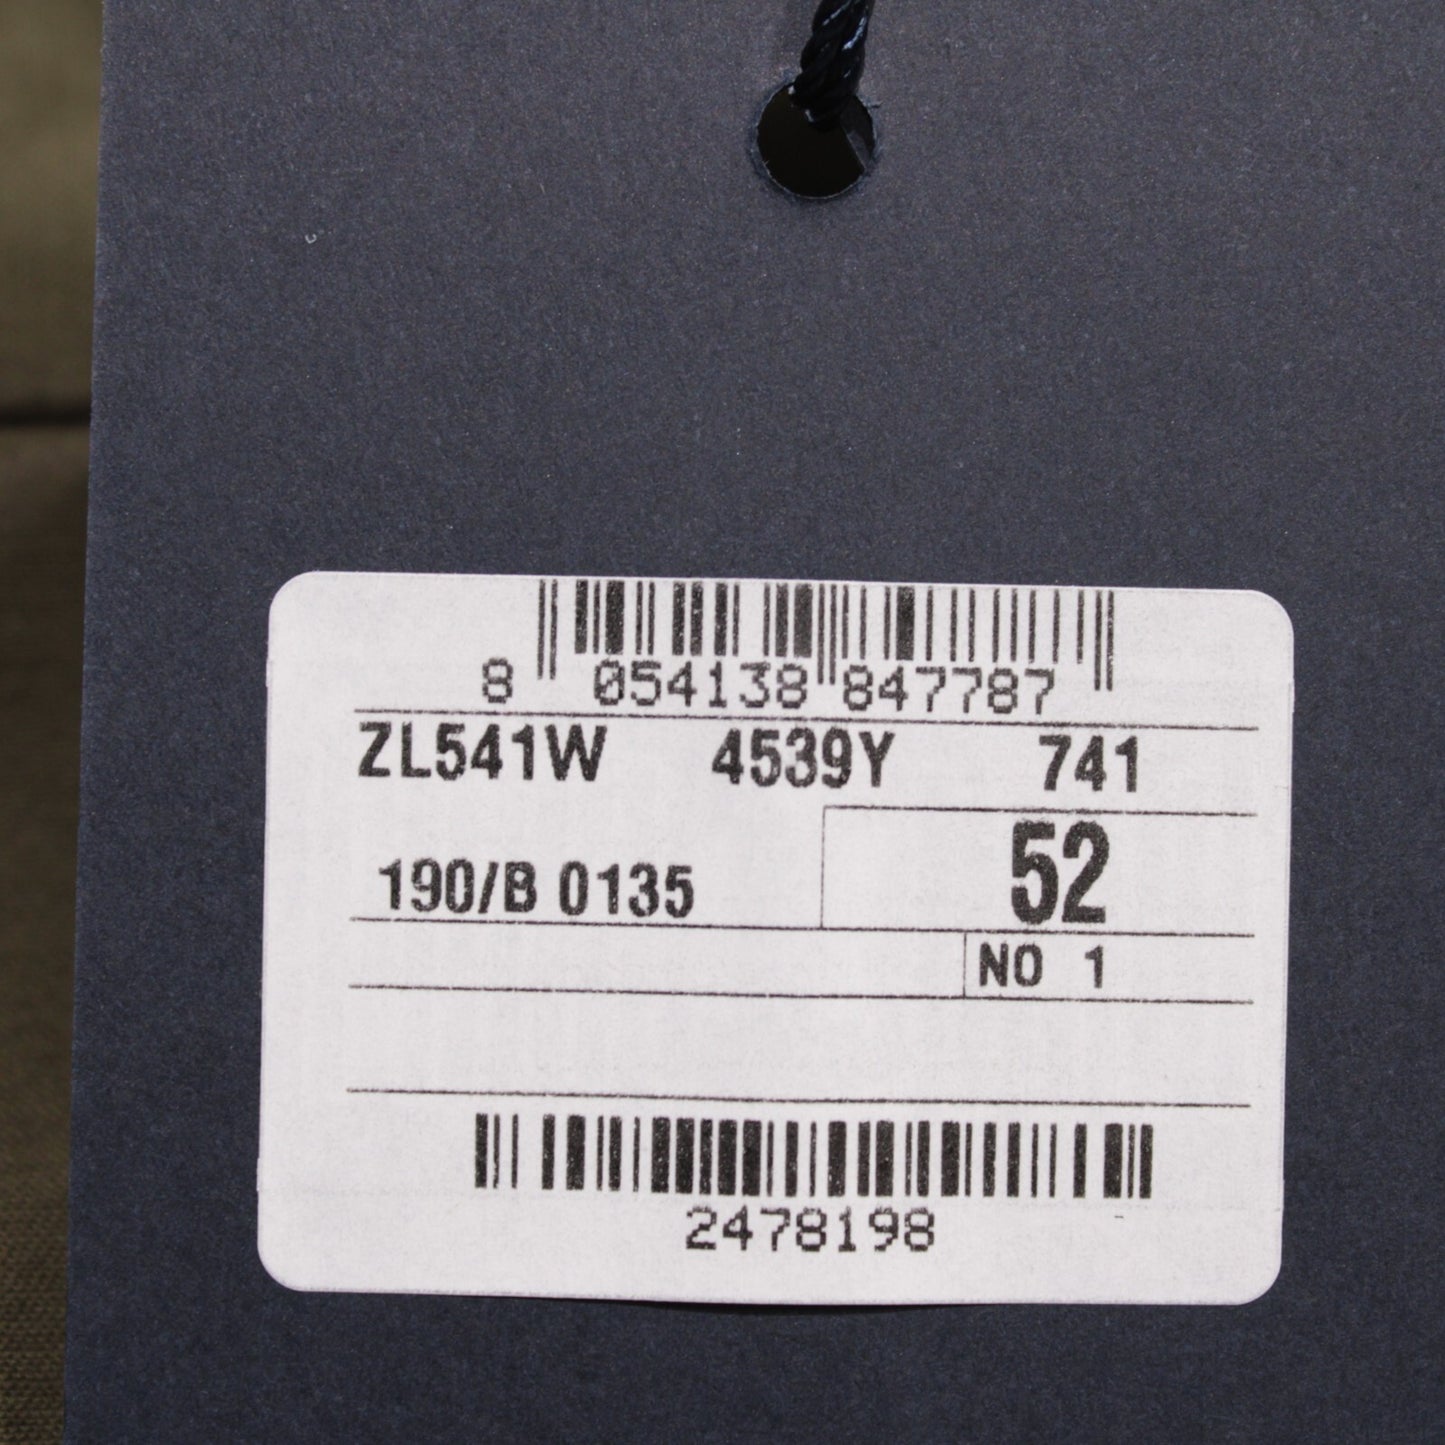 8 054138 847787
ZL541W 4539Y 741
190/B 0135 52
NO 1
2478198